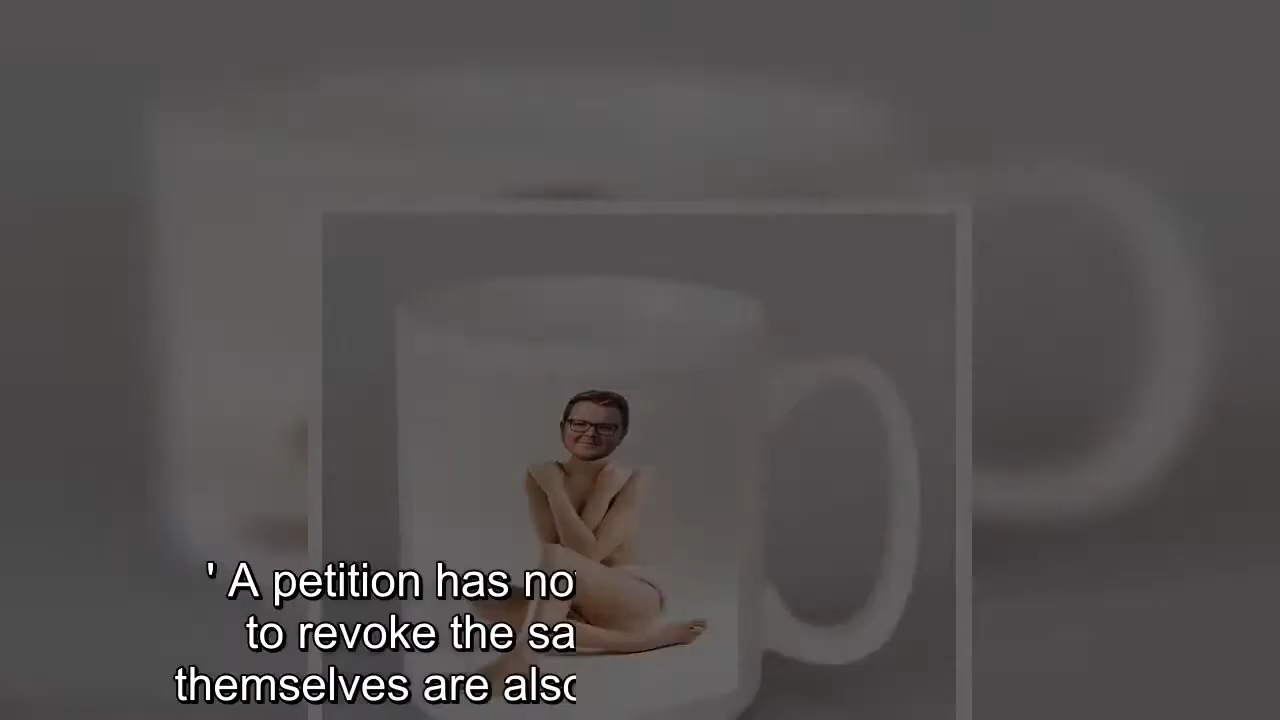 ' A petition has
to revoke the
themselves are